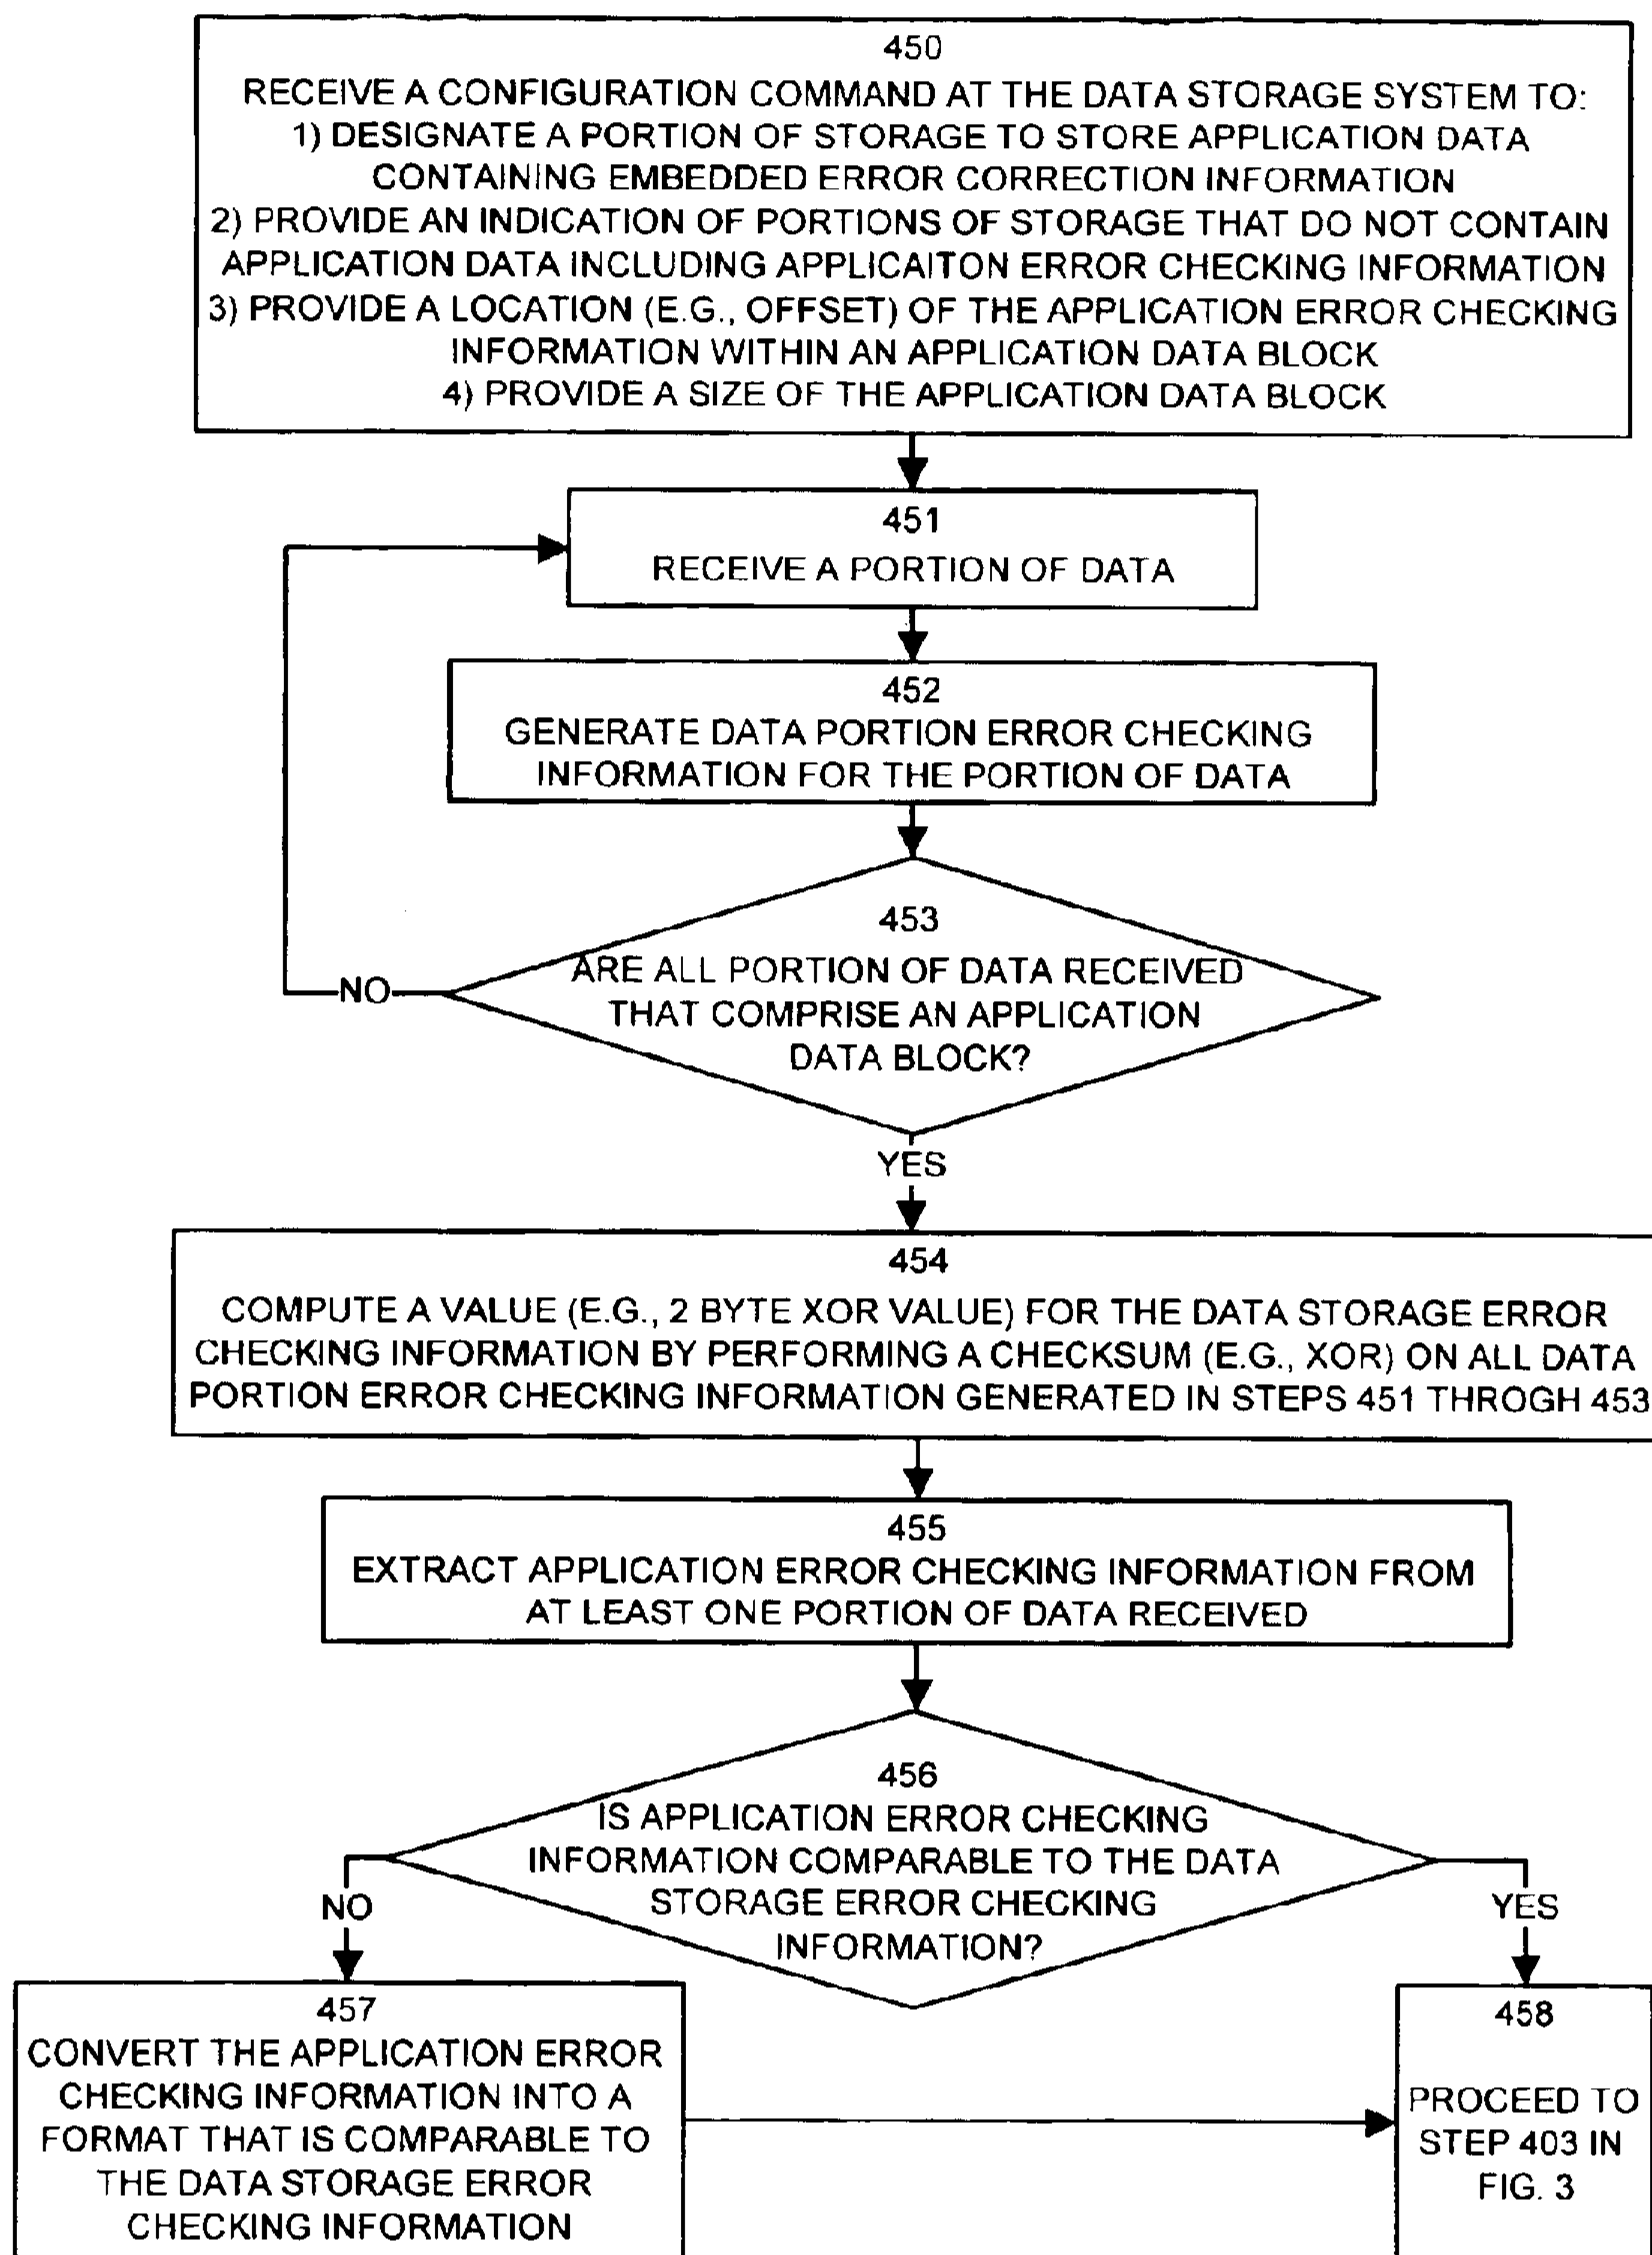 450
RECEIVE A CONFIGURATION COMMAND AT THE DATA STORAGE SYSTEM TO:
1) DESIGNATE A PORTION OF STORAGE TO STORE APPLICATION DATA
CONTAINING EMBEDDED ERROR CORRECTION INFORMATION
2) PROVIDE AN INDICATION OF PORTIONS OF STORAGE THAT DO NOT CONTAIN
APPLICATION DATA INCLUDING APPLICAITON ERROR CHECKING INFORMATION
3) PROVIDE A LOCATION (E.G., OFFSET) OF THE APPLICATION ERROR CHECKING
INFORMATION WITHIN AN APPLICATION DATA BLOCK
4) PROVIDE A SIZE OF THE APPLICATION DATA BLOCK
451
RECEIVE A PORTION OF DATA
452
GENERATE DATA PORTION ERROR CHECKING
INFORMATION FOR THE PORTION OF DATA
453
ARE ALL PORTION OF DATA RECEIVED
THAT COMPRISE AN APPLICATION
DATA BLOCK?
NO
YES
454
COMPUTE A VALUE (E.G., 2 BYTE XOR VALUE) FOR THE DATA STORAGE ERROR
CHECKING INFORMATION BY PERFORMING A CHECKSUM (E.G., XOR) ON ALL DATA
PORTION ERROR CHECKING INFORMATION GENERATED IN STEPS 451 THROGH 453
455
EXTRACT APPLICATION ERROR CHECKING INFORMATION FROM
AT LEAST ONE PORTION OF DATA RECEIVED
456
IS APPLICATION ERROR CHECKING
INFORMATION COMPARABLE TO THE DATA
STORAGE ERROR CHECKING
INFORMATION?
NO
YES
457
CONVERT THE APPLICATION ERROR
CHECKING INFORMATION INTO A
FORMAT THAT IS COMPARABLE TO
THE DATA STORAGE ERROR
CHECKING INFORMATION
458
PROCEED TO
STEP 403 IN
FIG. 3